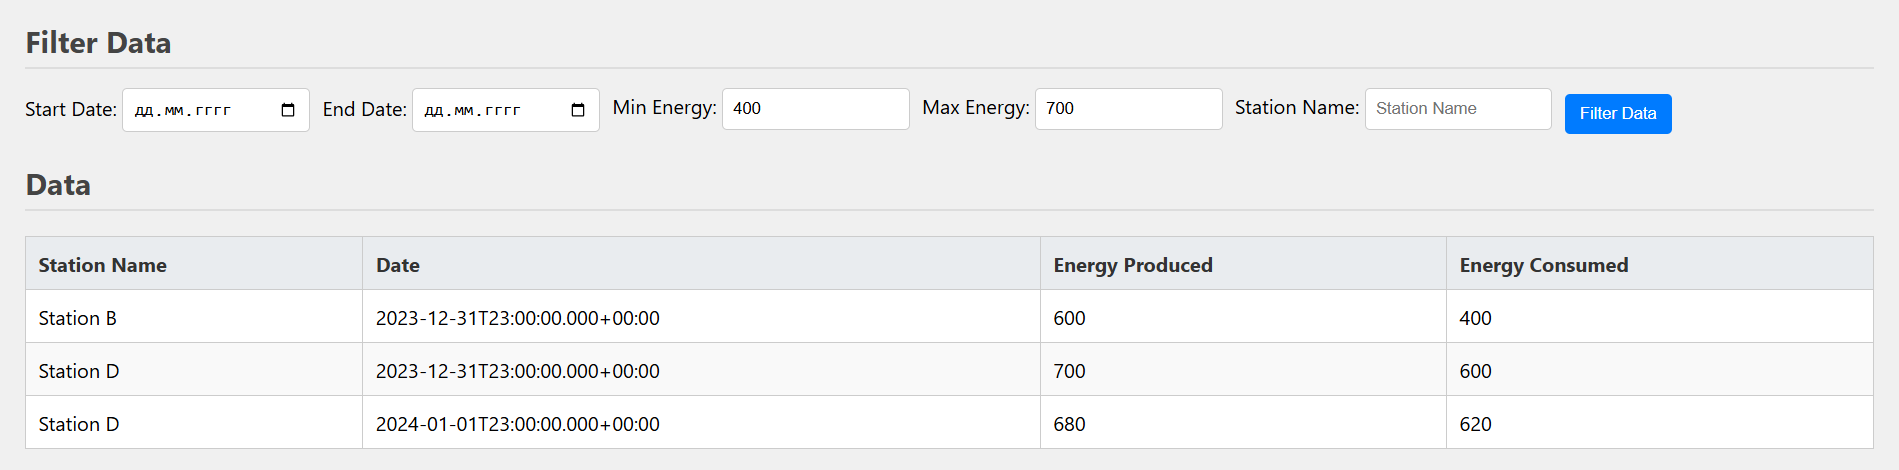 Filter Data
Start Date: дд.мм.гггг End Date: дд.мм.гггг Min Energy: 400 Max Energy: 700 Station Name: Station Name Filter Data
Data
Station Name Date Energy Produced Energy Consumed
Station B 2023-12-31T23:00:00.000+00:00 600 400
Station D 2023-12-31T23:00:00.000+00:00 700 600
Station D 2024-01-01T23:00:00.000+00:00 680 620